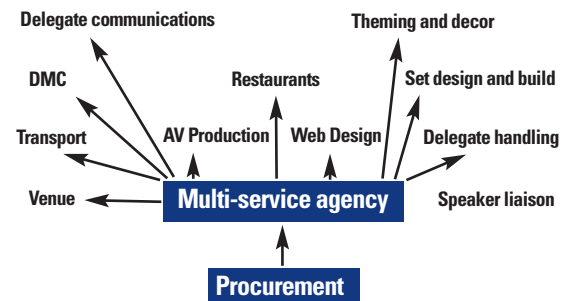 Delegate communications
Theming and decor
DMC
Restaurants
Set design and build
Transport
AV Production
Web Design
Delegate handling
Venue
Multi-service agency
Speaker liaison
Procurement